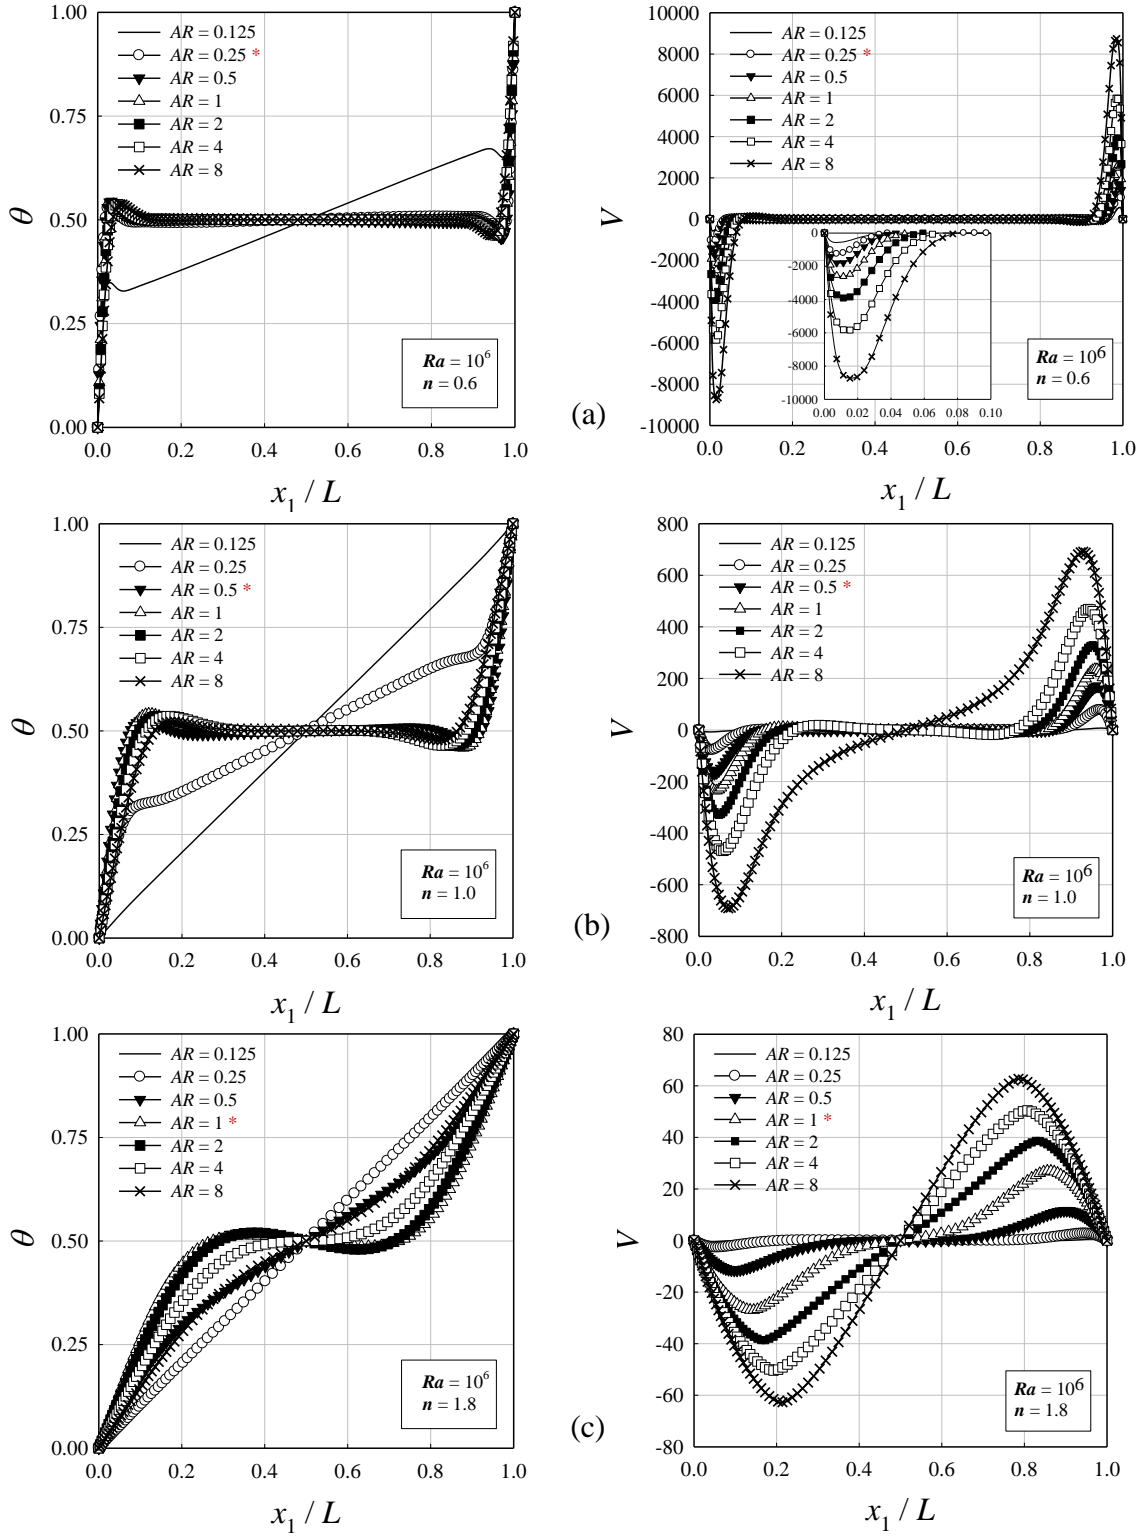 1.00
0.75
0.50
0.25
0.00
θ
AR = 0.125
AR = 0.25 *
AR = 0.5
AR = 1
AR = 2
AR = 4
AR = 8
Ra = 10⁶
n = 0.6
0.0 0.2 0.4 0.6 0.8 1.0
x₁ / L
(a)
10000
8000
6000
4000
2000
0
-2000
-4000
-6000
-8000
-10000
V
AR = 0.125
AR = 0.25 *
AR = 0.5
AR = 1
AR = 2
AR = 4
AR = 8
0
-2000
-4000
-6000
-8000
-10000
0.00 0.02 0.04 0.06 0.08 0.10
Ra = 10⁶
n = 0.6
0.0 0.2 0.4 0.6 0.8 1.0
x₁ / L
1.00
0.75
0.50
0.25
0.00
θ
AR = 0.125
AR = 0.25
AR = 0.5 *
AR = 1
AR = 2
AR = 4
AR = 8
Ra = 10⁶
n = 1.0
0.0 0.2 0.4 0.6 0.8 1.0
x₁ / L
(b)
800
600
400
200
0
-200
-400
-600
-800
V
AR = 0.125
AR = 0.25
AR = 0.5 *
AR = 1
AR = 2
AR = 4
AR = 8
Ra = 10⁶
n = 1.0
0.0 0.2 0.4 0.6 0.8 1.0
x₁ / L
1.00
0.75
0.50
0.25
0.00
θ
AR = 0.125
AR = 0.25
AR = 0.5
AR = 1 *
AR = 2
AR = 4
AR = 8
Ra = 10⁶
n = 1.8
0.0 0.2 0.4 0.6 0.8 1.0
x₁ / L
(c)
80
60
40
20
0
-20
-40
-60
-80
V
AR = 0.125
AR = 0.25
AR = 0.5
AR = 1 *
AR = 2
AR = 4
AR = 8
Ra = 10⁶
n = 1.8
0.0 0.2 0.4 0.6 0.8 1.0
x₁ / L